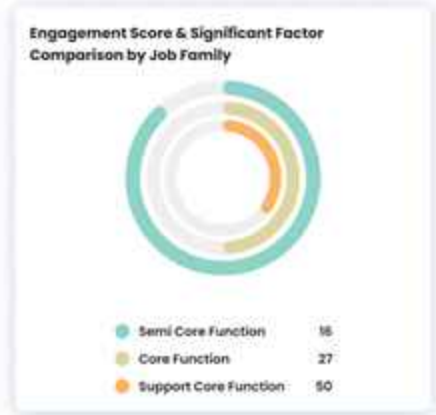 Engagement Score & Significant Factor
Comparison by Job Family
Semi Core Function 16
Core Function 27
Support Core Function 50